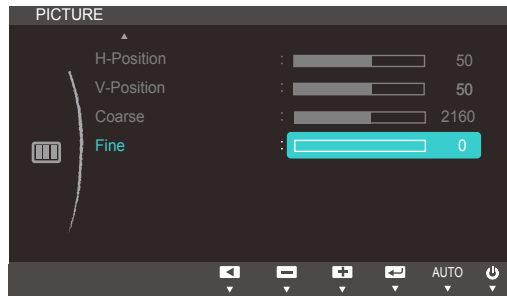 PICTURE
H-Position : 50
V-Position : 50
Coarse : 2160
Fine : 0
AUTO